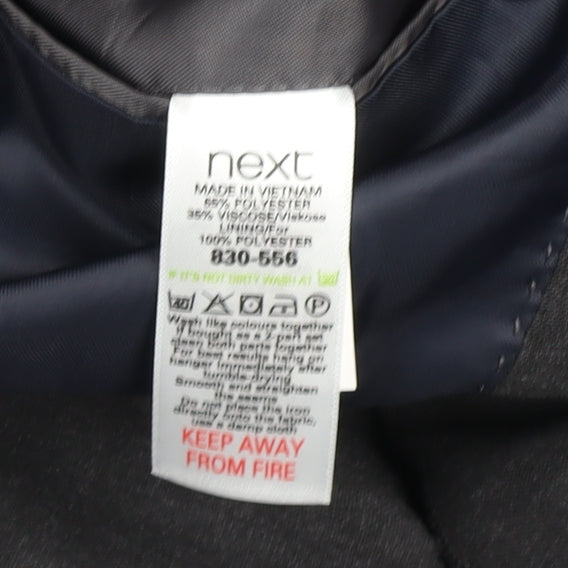 next
MADE IN VIETNAM
65% POLYESTER
35% VISCOSE/Viskose
LINING/For
100% POLYESTER
830-556
IF IT'S NOT DIRTY WASH AT 30
40 P
Wash like colours together
If bought as a 2-part set
clean both parts together
For best results hang on
hanger immediately after
tumble drying
Smooth and straighten
the seams
Do not place the iron
directly onto the fabric,
use a damp cloth
KEEP AWAY
FROM FIRE